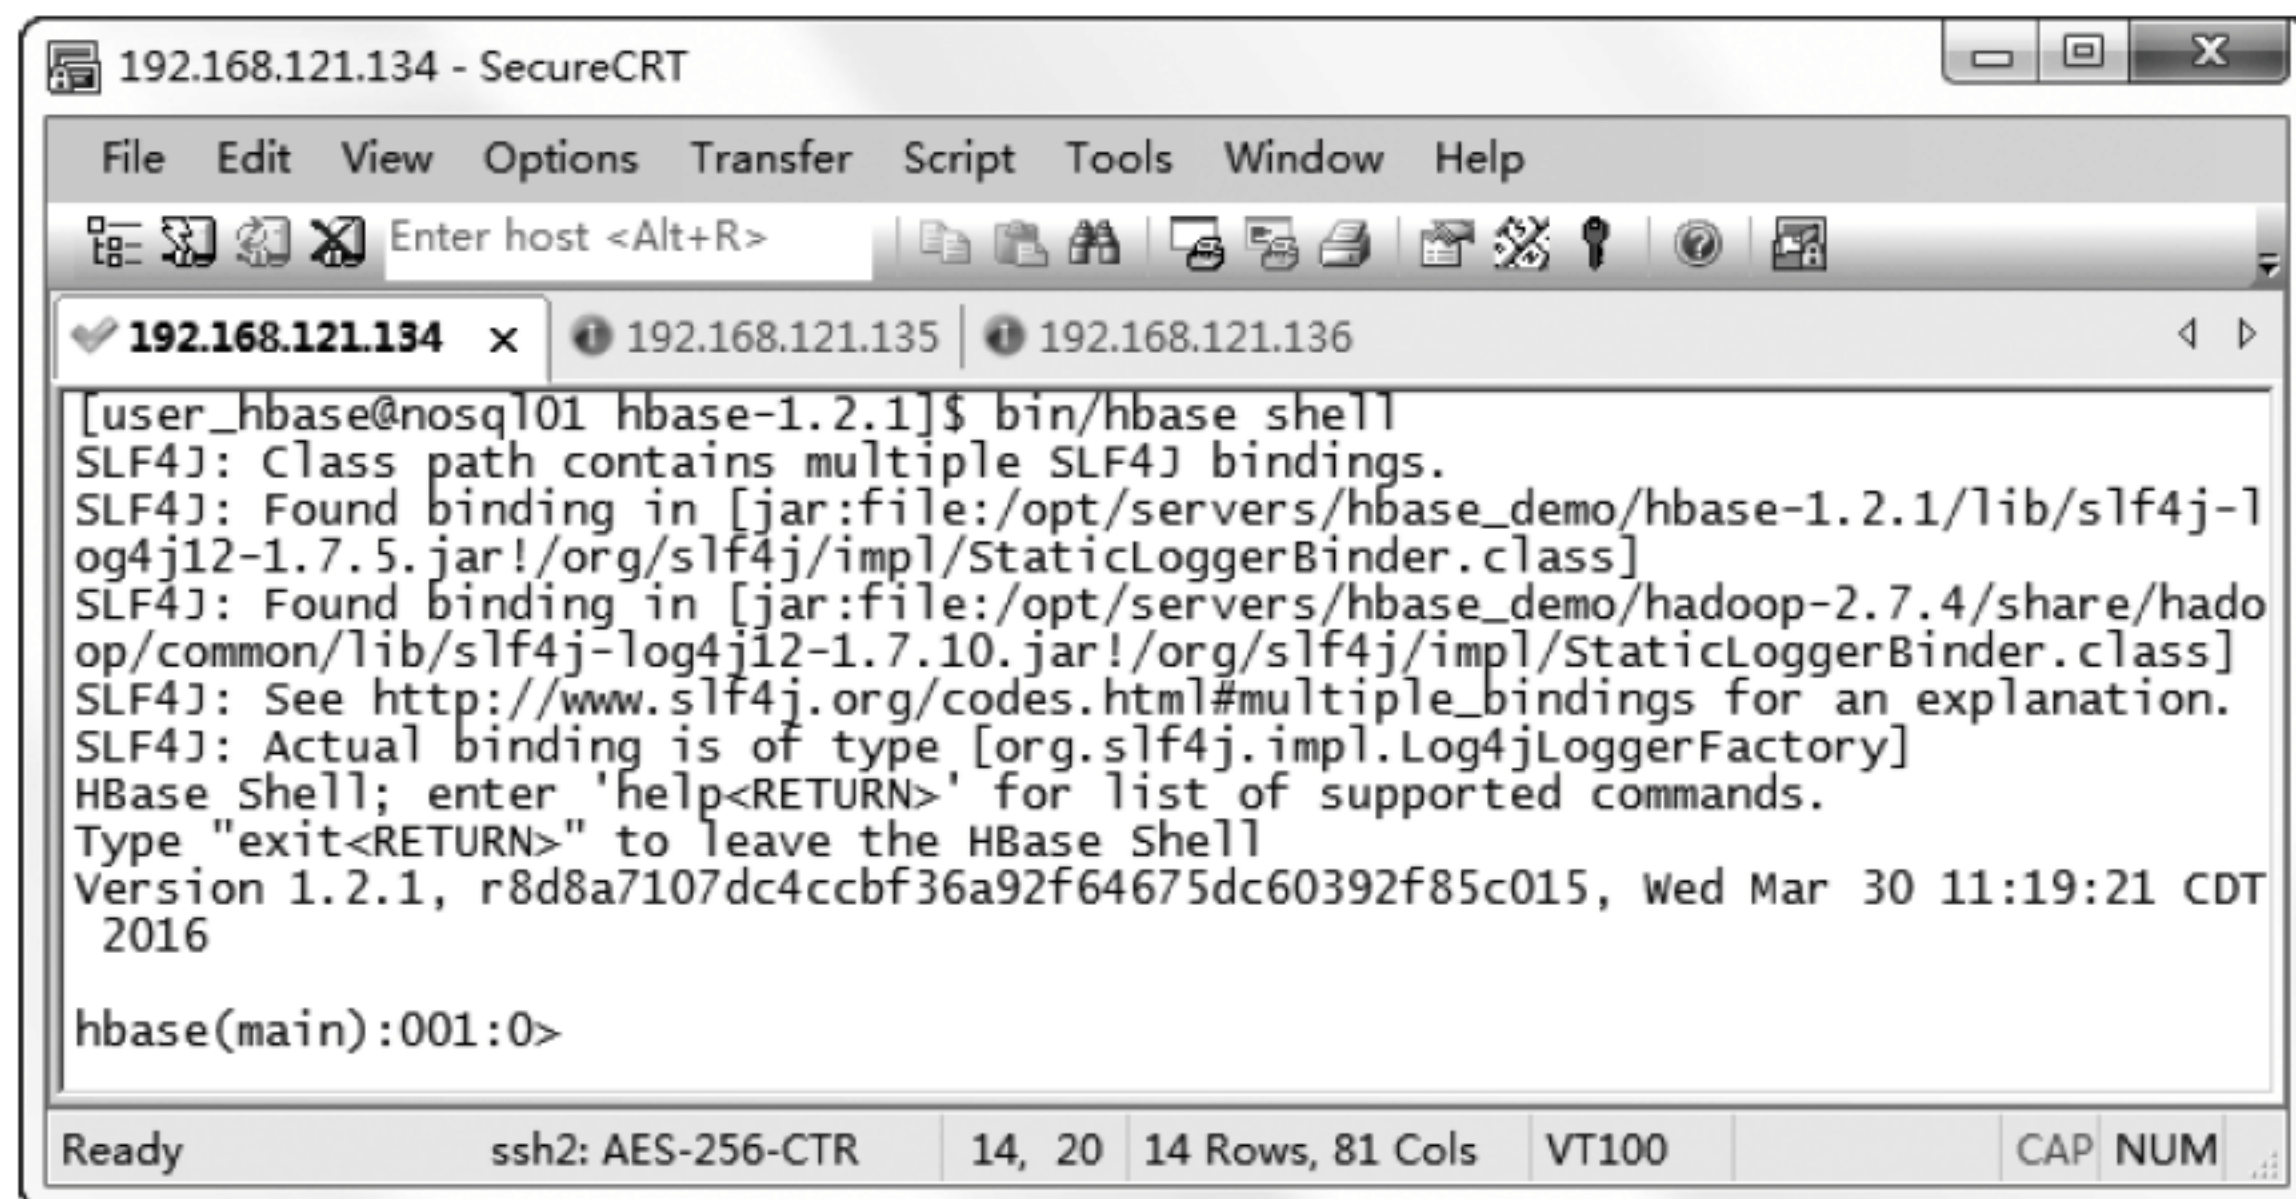 192.168.121.134 - SecureCRT
File Edit View Options Transfer Script Tools Window Help
Enter host <Alt+R>
192.168.121.134 x 192.168.121.135 192.168.121.136
[user_hbase@nosql01 hbase-1.2.1]$ bin/hbase shell
SLF4J: Class path contains multiple SLF4J bindings.
SLF4J: Found binding in [jar:file:/opt/servers/hbase_demo/hbase-1.2.1/lib/slf4j-l
og4j12-1.7.5.jar!/org/slf4j/impl/StaticLoggerBinder.class]
SLF4J: Found binding in [jar:file:/opt/servers/hbase_demo/hadoop-2.7.4/share/hado
op/common/lib/slf4j-log4j12-1.7.10.jar!/org/slf4j/impl/StaticLoggerBinder.class]
SLF4J: See http://www.slf4j.org/codes.html#multiple_bindings for an explanation.
SLF4J: Actual binding is of type [org.slf4j.impl.Log4jLoggerFactory]
HBase Shell; enter 'help<RETURN>' for list of supported commands.
Type "exit<RETURN>" to leave the HBase Shell
Version 1.2.1, r8d8a7107dc4ccbf36a92f64675dc60392f85c015, Wed Mar 30 11:19:21 CDT
2016
hbase(main):001:0>
Ready ssh2: AES-256-CTR 14, 20 14 Rows, 81 Cols VT100 CAP NUM